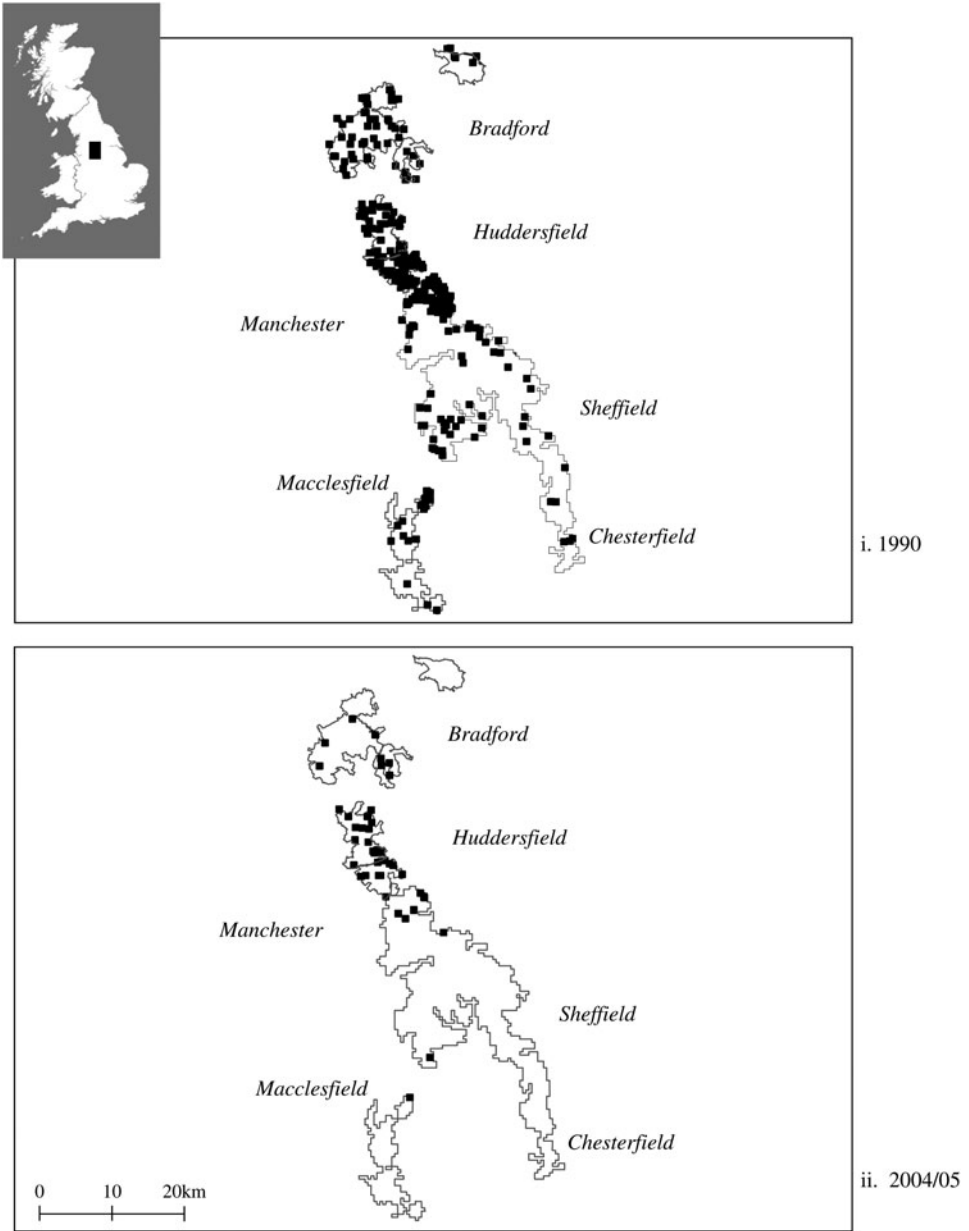 Bradford
Huddersfield
Manchester
Sheffield
Macclesfield
Chesterfield
i. 1990
Bradford
Huddersfield
Manchester
Sheffield
Macclesfield
Chesterfield
ii. 2004/05
0 10 20km